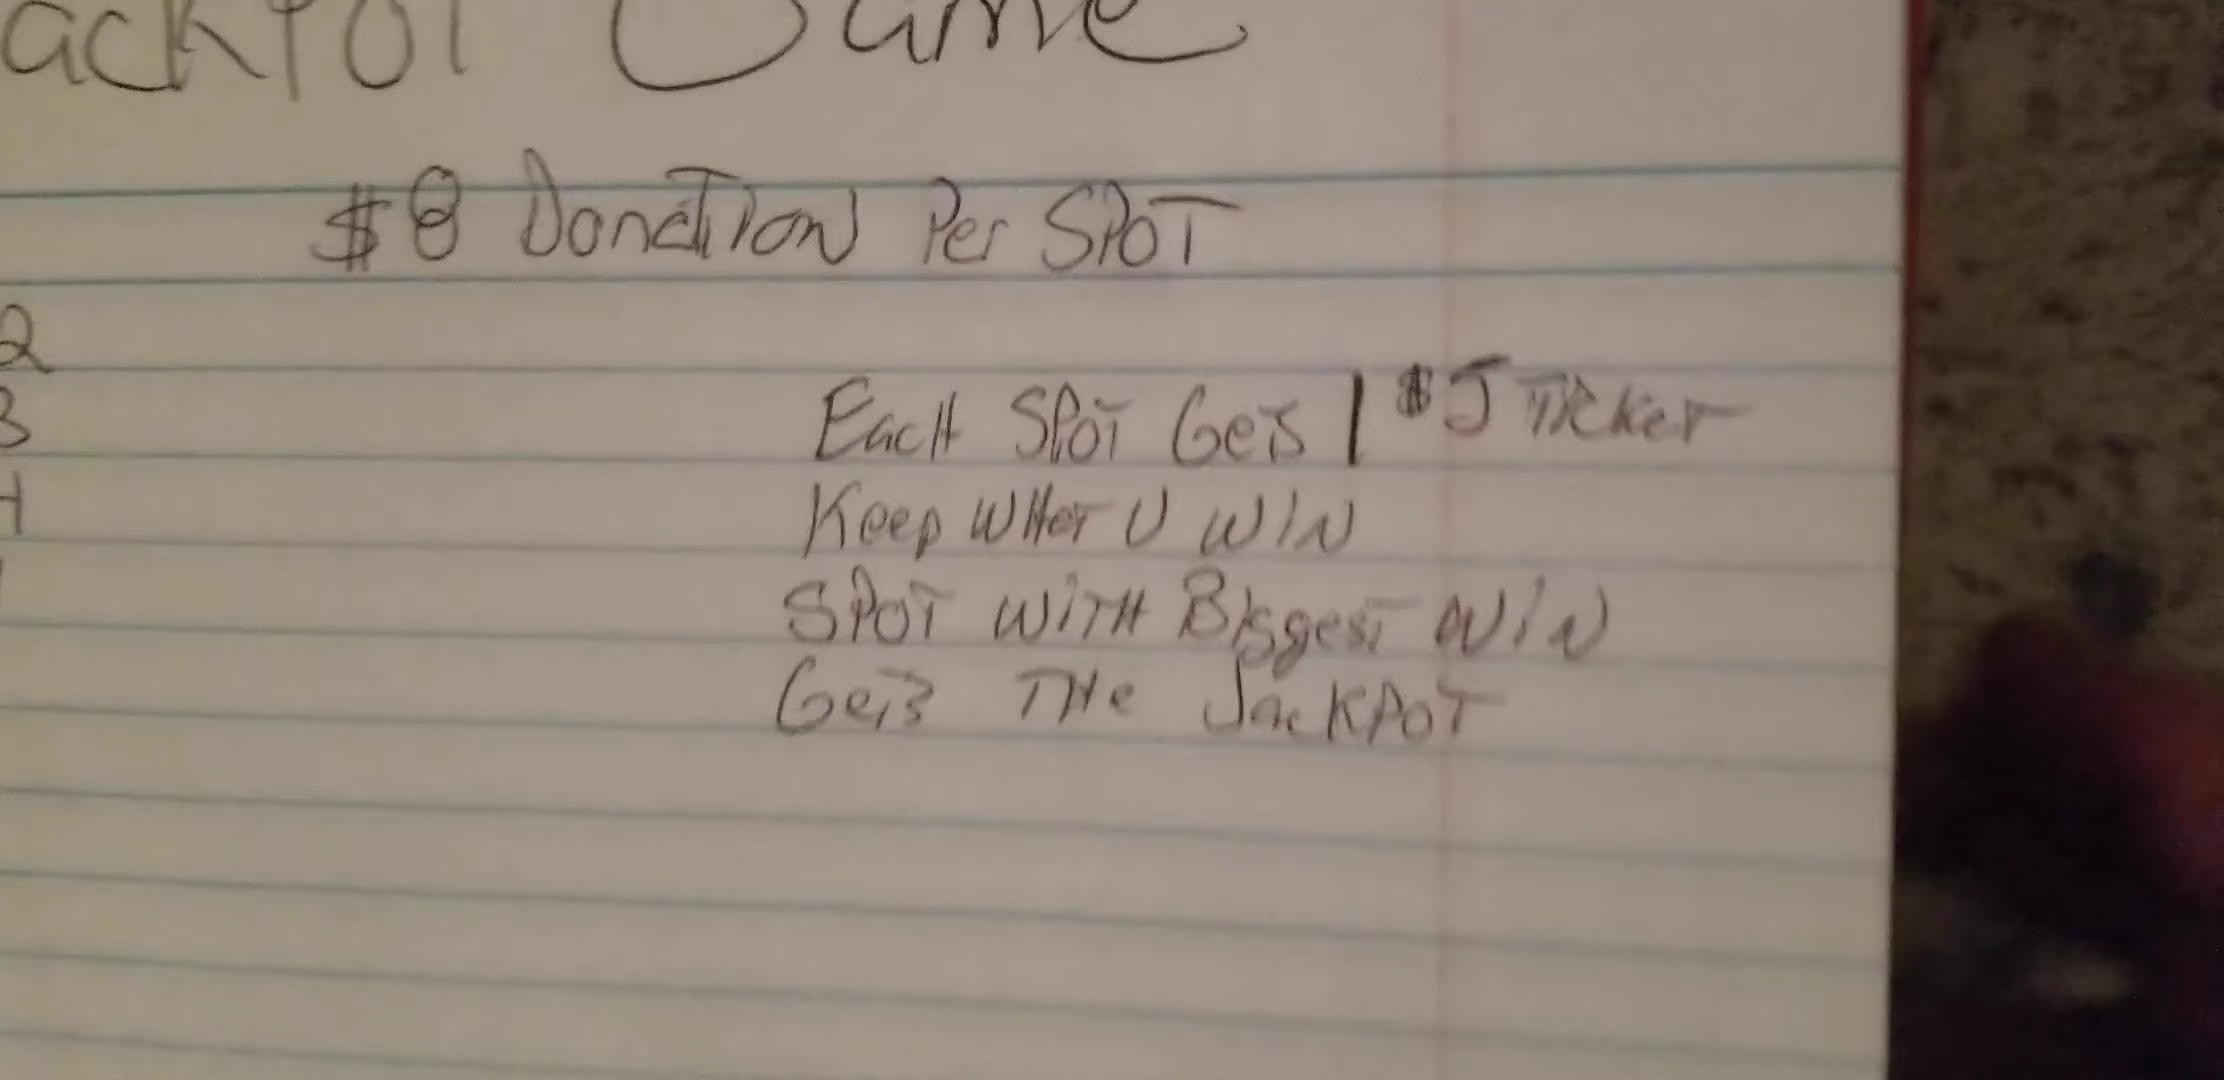 ackPot Game
$8 Donation Per SPOT
2
3
4
EacH SPoT GeTs 1 $5 TicKeT
Keep WHaT U WIN
SPOT WITH BIggesT WIN
GeTs THe JacKPoT